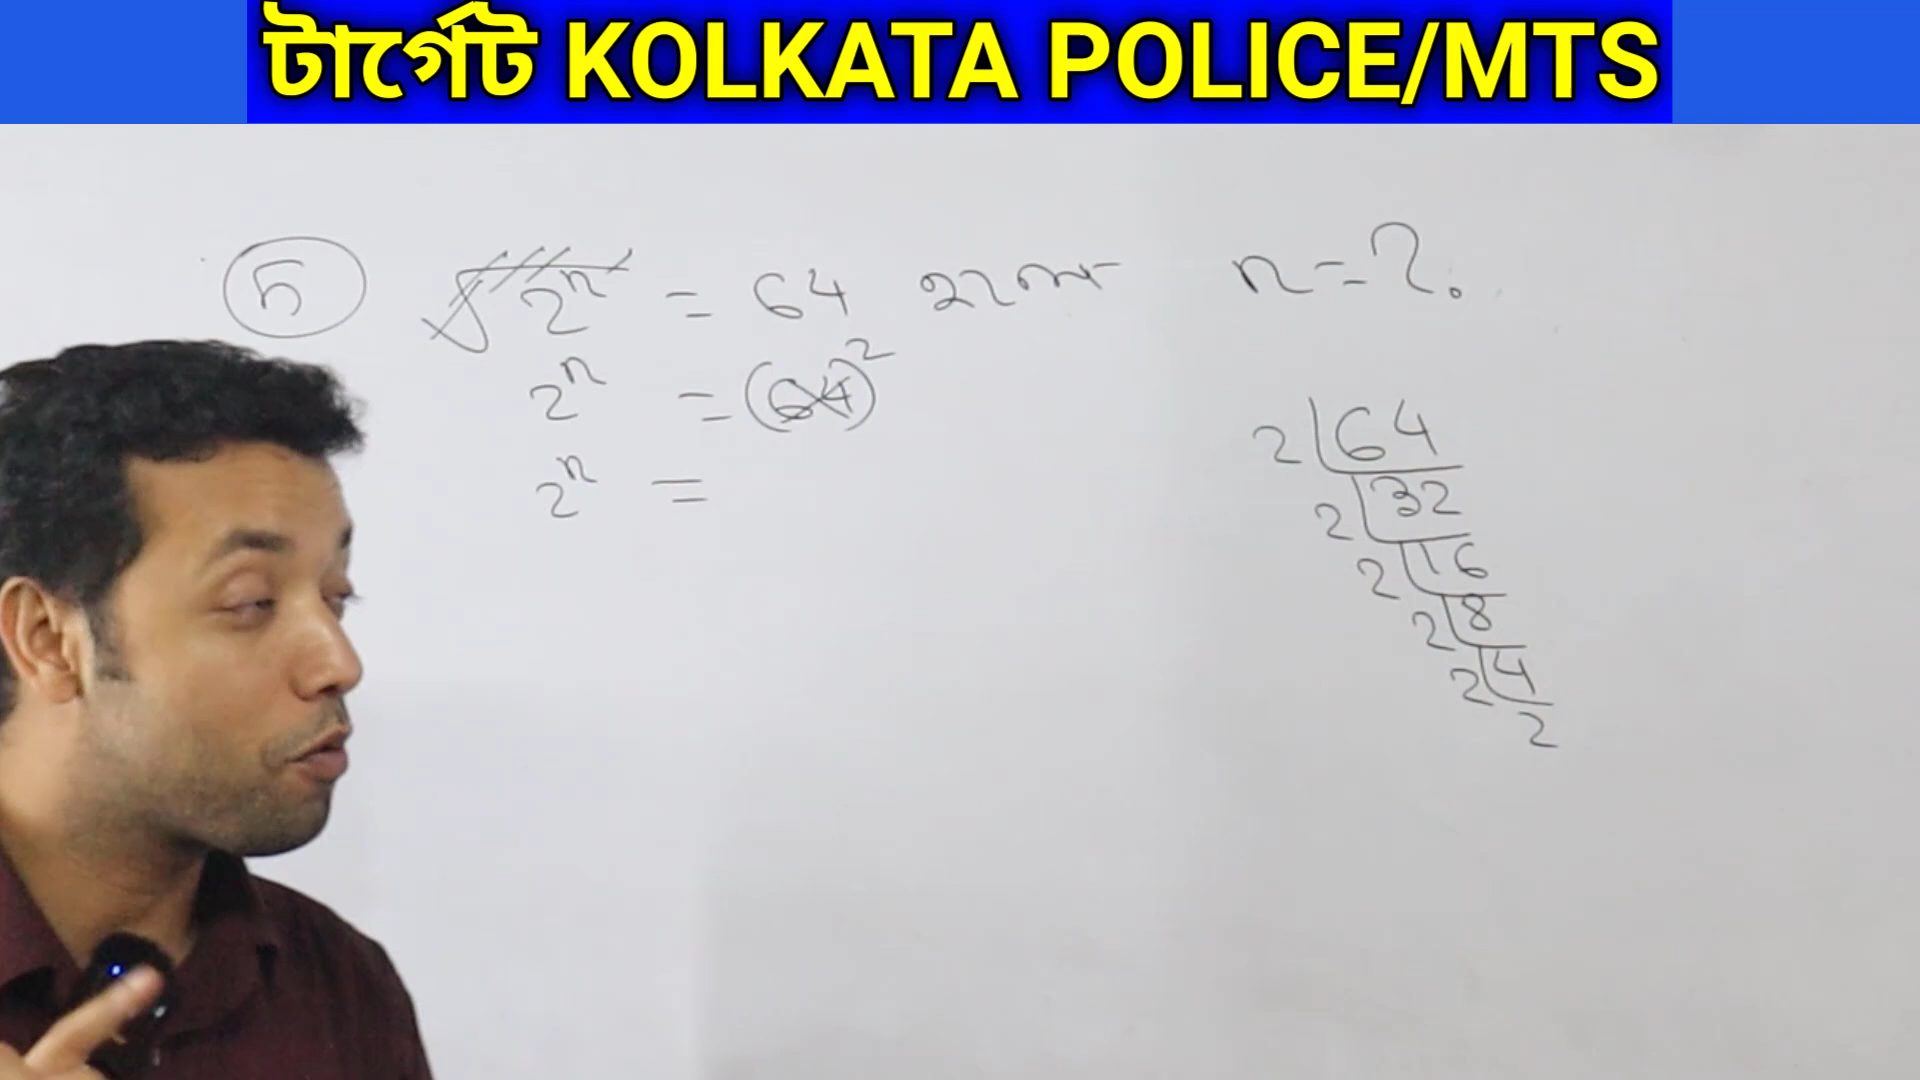 টার্গেট KOLKATA POLICE/MTS
5 √2ⁿ = 64 হলে n = ?
2ⁿ = (64)²
2ⁿ =
2 64
2 32
2 16
2 8
2 4
2